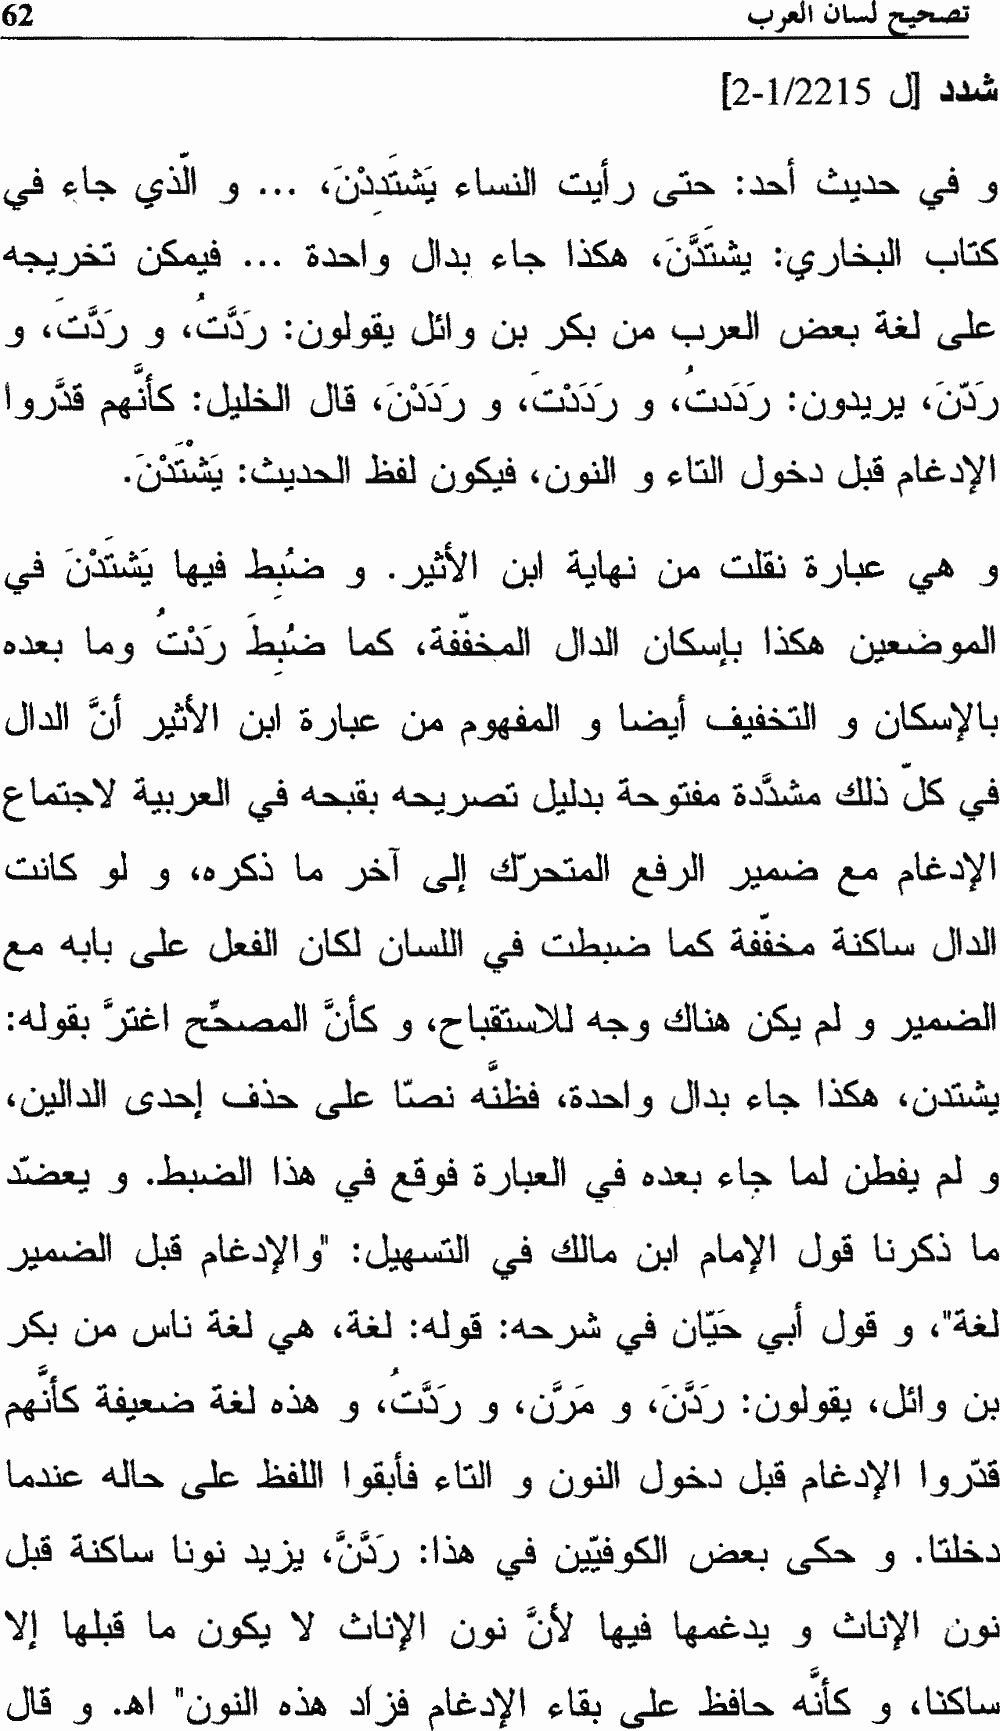 تصحيح لسان العرب 62
شدد [ل 2215/1-2]
و في حديث أحد: حتى رأيت النساء يَشتَدِدْنَ، ... و الّذي جاء في
كتاب البخاري: يشتَدَّنَ، هكذا جاء بدال واحدة ... فيمكن تخريجه
على لغة بعض العرب من بكر بن وائل يقولون: رَدَّتُ، و رَدَّتَ، و
رَدّنَ، يريدون: رَدَدتُ، و رَدَدْتَ، و رَدَدْنَ، قال الخليل: كأنَّهم قدَّروا
الإدغام قبل دخول التاء و النون، فيكون لفظ الحديث: يَشْتَدْنَ.
و هي عبارة نقلت من نهاية ابن الأثير. و ضُبِط فيها يَشتَدْنَ في
الموضعين هكذا بإسكان الدال المخفّفة، كما ضُبِطَ رَدْتُ وما بعده
بالإسكان و التخفيف أيضا و المفهوم من عبارة ابن الأثير أنَّ الدال
في كلّ ذلك مشدَّدة مفتوحة بدليل تصريحه بقبحه في العربية لاجتماع
الإدغام مع ضمير الرفع المتحرّك إلى آخر ما ذكره، و لو كانت
الدال ساكنة مخفّفة كما ضبطت في اللسان لكان الفعل على بابه مع
الضمير و لم يكن هناك وجه للاستقباح، و كأنَّ المصحِّح اغترَّ بقوله:
يشتدن، هكذا جاء بدال واحدة، فظنَّه نصّا على حذف إحدى الدالين،
و لم يفطن لما جاء بعده في العبارة فوقع في هذا الضبط. و يعضّد
ما ذكرنا قول الإمام ابن مالك في التسهيل: "والإدغام قبل الضمير
لغة"، و قول أبي حَيّان في شرحه: قوله: لغة، هي لغة ناس من بكر
بن وائل، يقولون: رَدَّنَ، و مَرَّن، و رَدَّتُ، و هذه لغة ضعيفة كأنَّهم
قدّروا الإدغام قبل دخول النون و التاء فأبقوا اللفظ على حاله عندما
دخلتا. و حكى بعض الكوفيّين في هذا: رَدَّنَّ، يزيد نونا ساكنة قبل
نون الإناث و يدغمها فيها لأنَّ نون الإناث لا يكون ما قبلها إلا
ساكنا، و كأنَّه حافظ على بقاء الإدغام فزاد هذه النون" اهـ. و قال